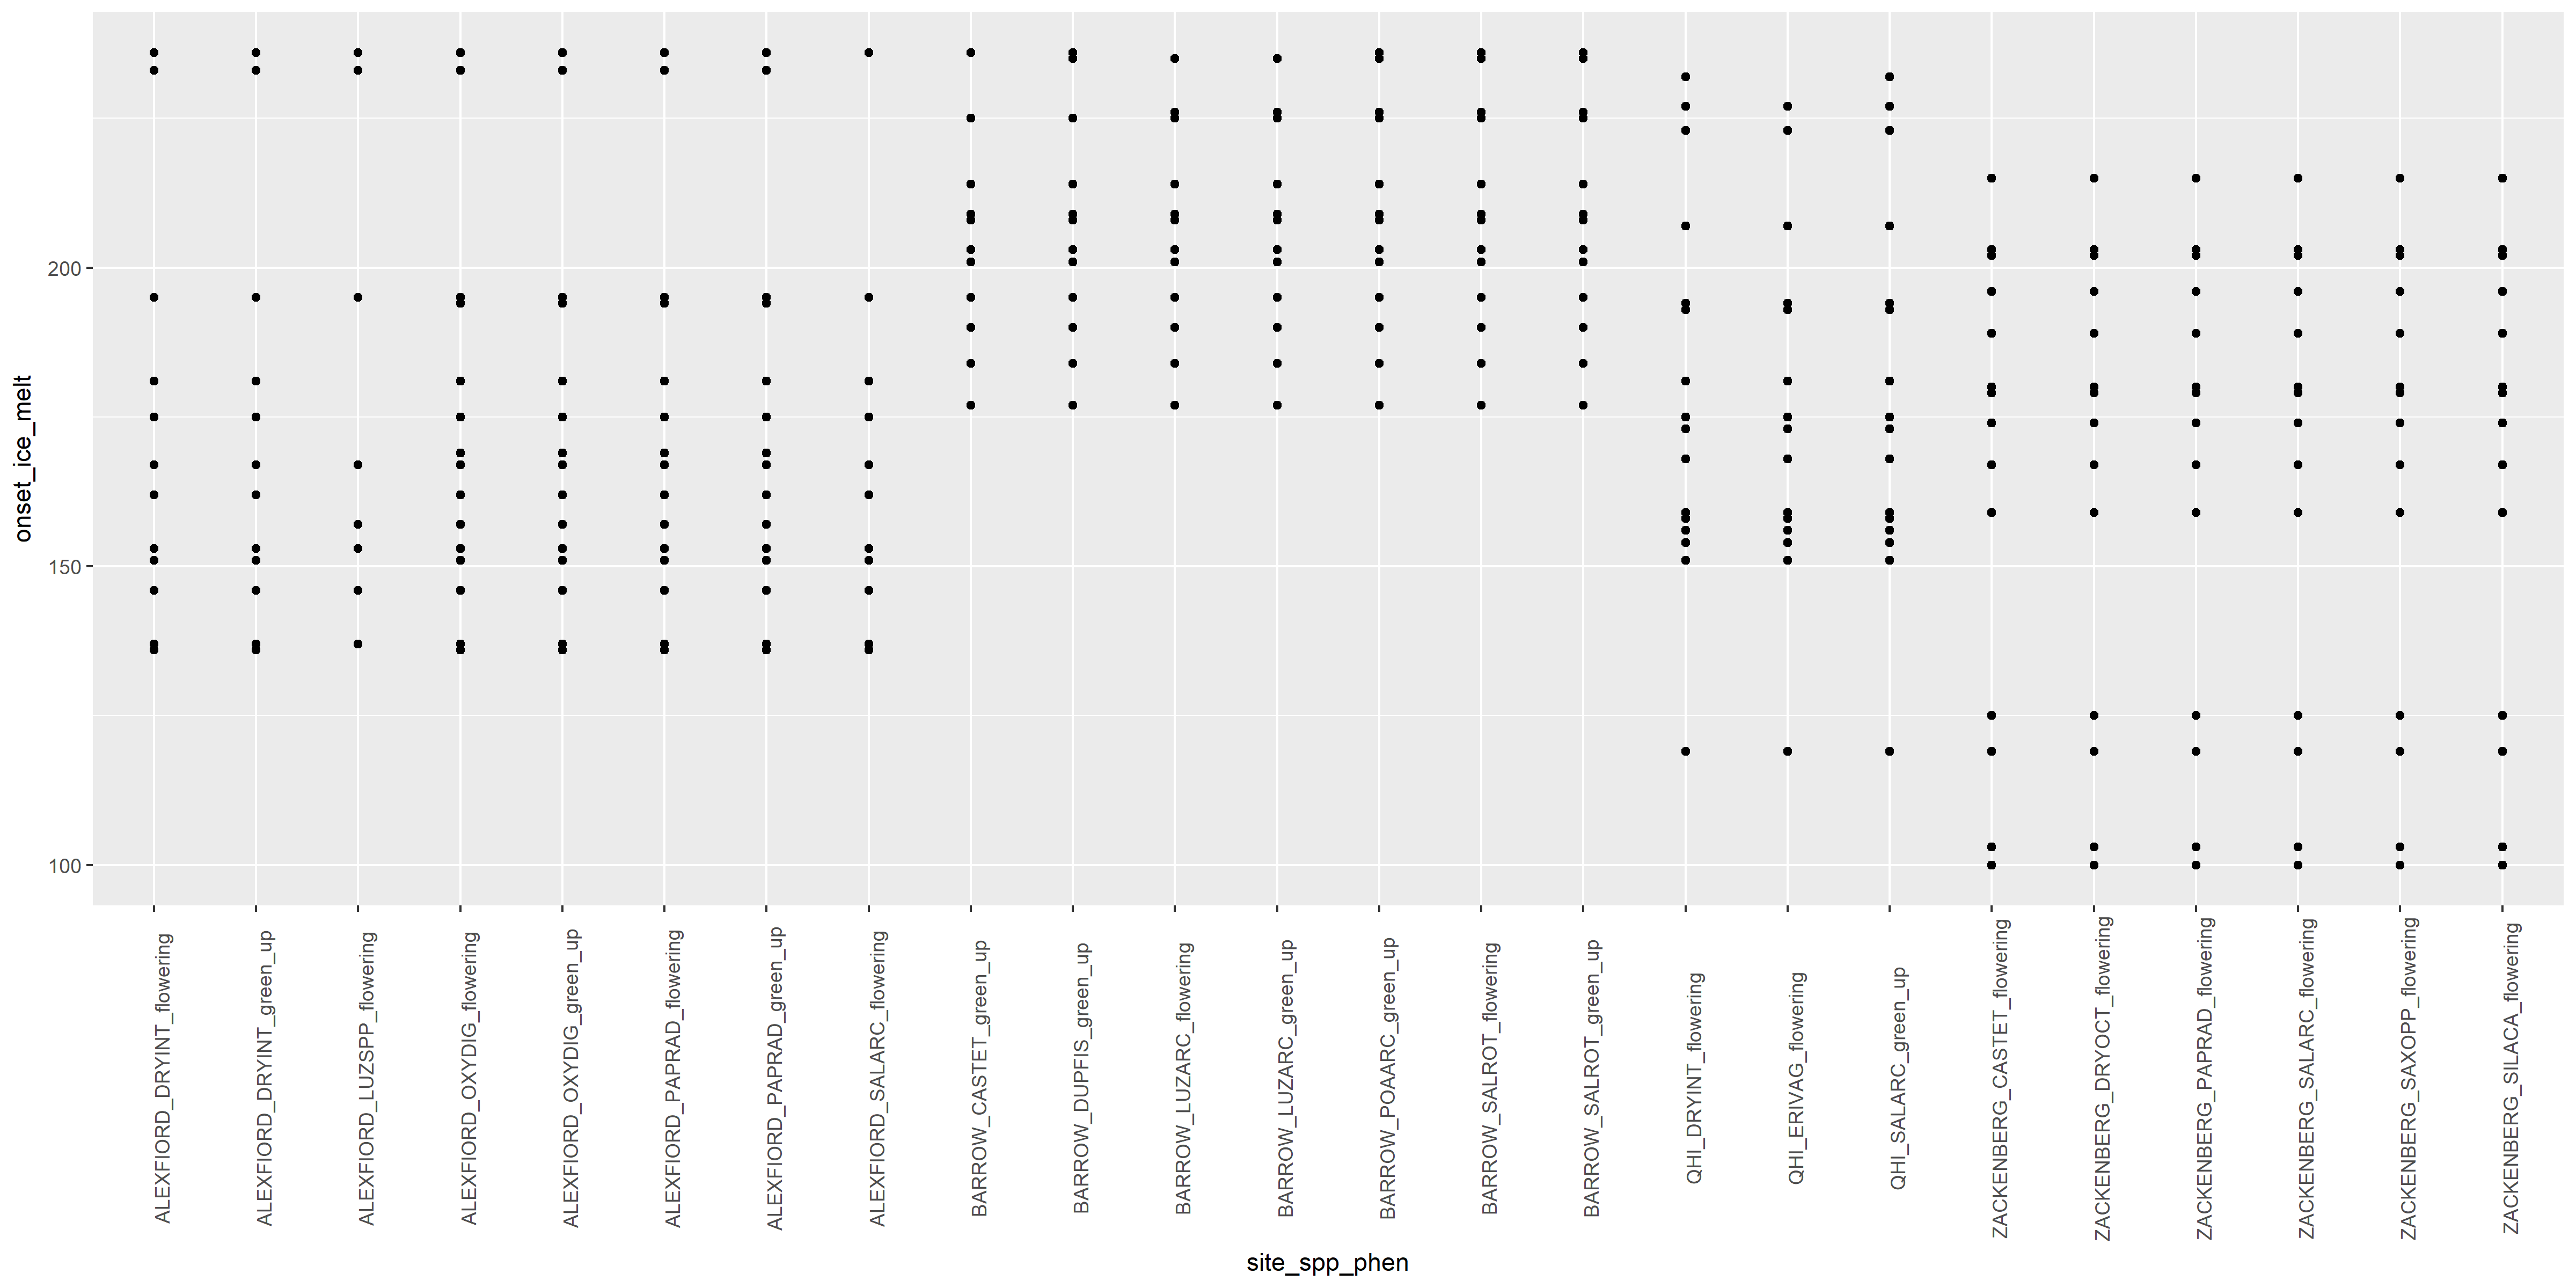 onset_ice_melt
200
150
100
ALEXFIORD_DRYINT_flowering
ALEXFIORD_DRYINT_green_up
ALEXFIORD_LUZSPP_flowering
ALEXFIORD_OXYDIG_flowering
ALEXFIORD_OXYDIG_green_up
ALEXFIORD_PAPRAD_flowering
ALEXFIORD_PAPRAD_green_up
ALEXFIORD_SALARC_flowering
BARROW_CASTET_green_up
BARROW_DUPFIS_green_up
BARROW_LUZARC_flowering
BARROW_LUZARC_green_up
BARROW_POAARC_green_up
BARROW_SALROT_flowering
BARROW_SALROT_green_up
QHI_DRYINT_flowering
QHI_ERIVAG_flowering
QHI_SALARC_green_up
ZACKENBERG_CASTET_flowering
ZACKENBERG_DRYOCT_flowering
ZACKENBERG_PAPRAD_flowering
ZACKENBERG_SALARC_flowering
ZACKENBERG_SAXOPP_flowering
ZACKENBERG_SILACA_flowering
site_spp_phen